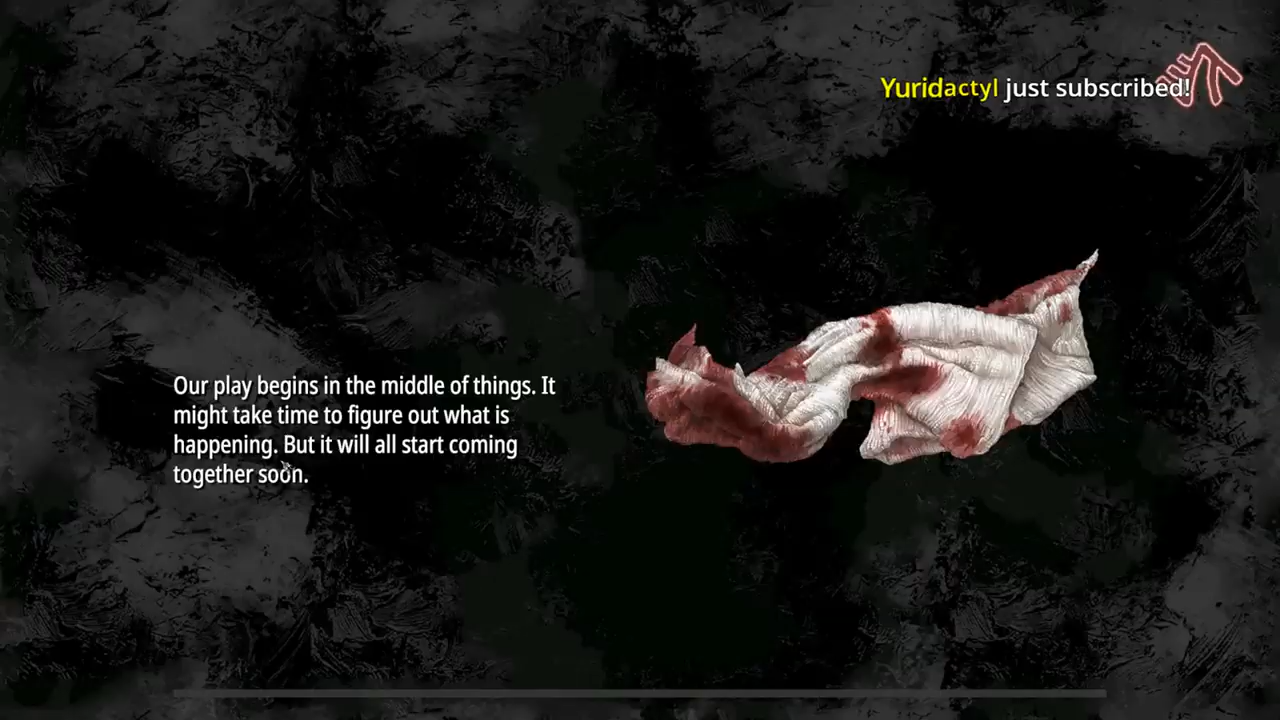 Yuridactyl just subscribed!
Our play begins in the middle of things. It
might take time to figure out what is
happening. But it will all start coming
together soon.